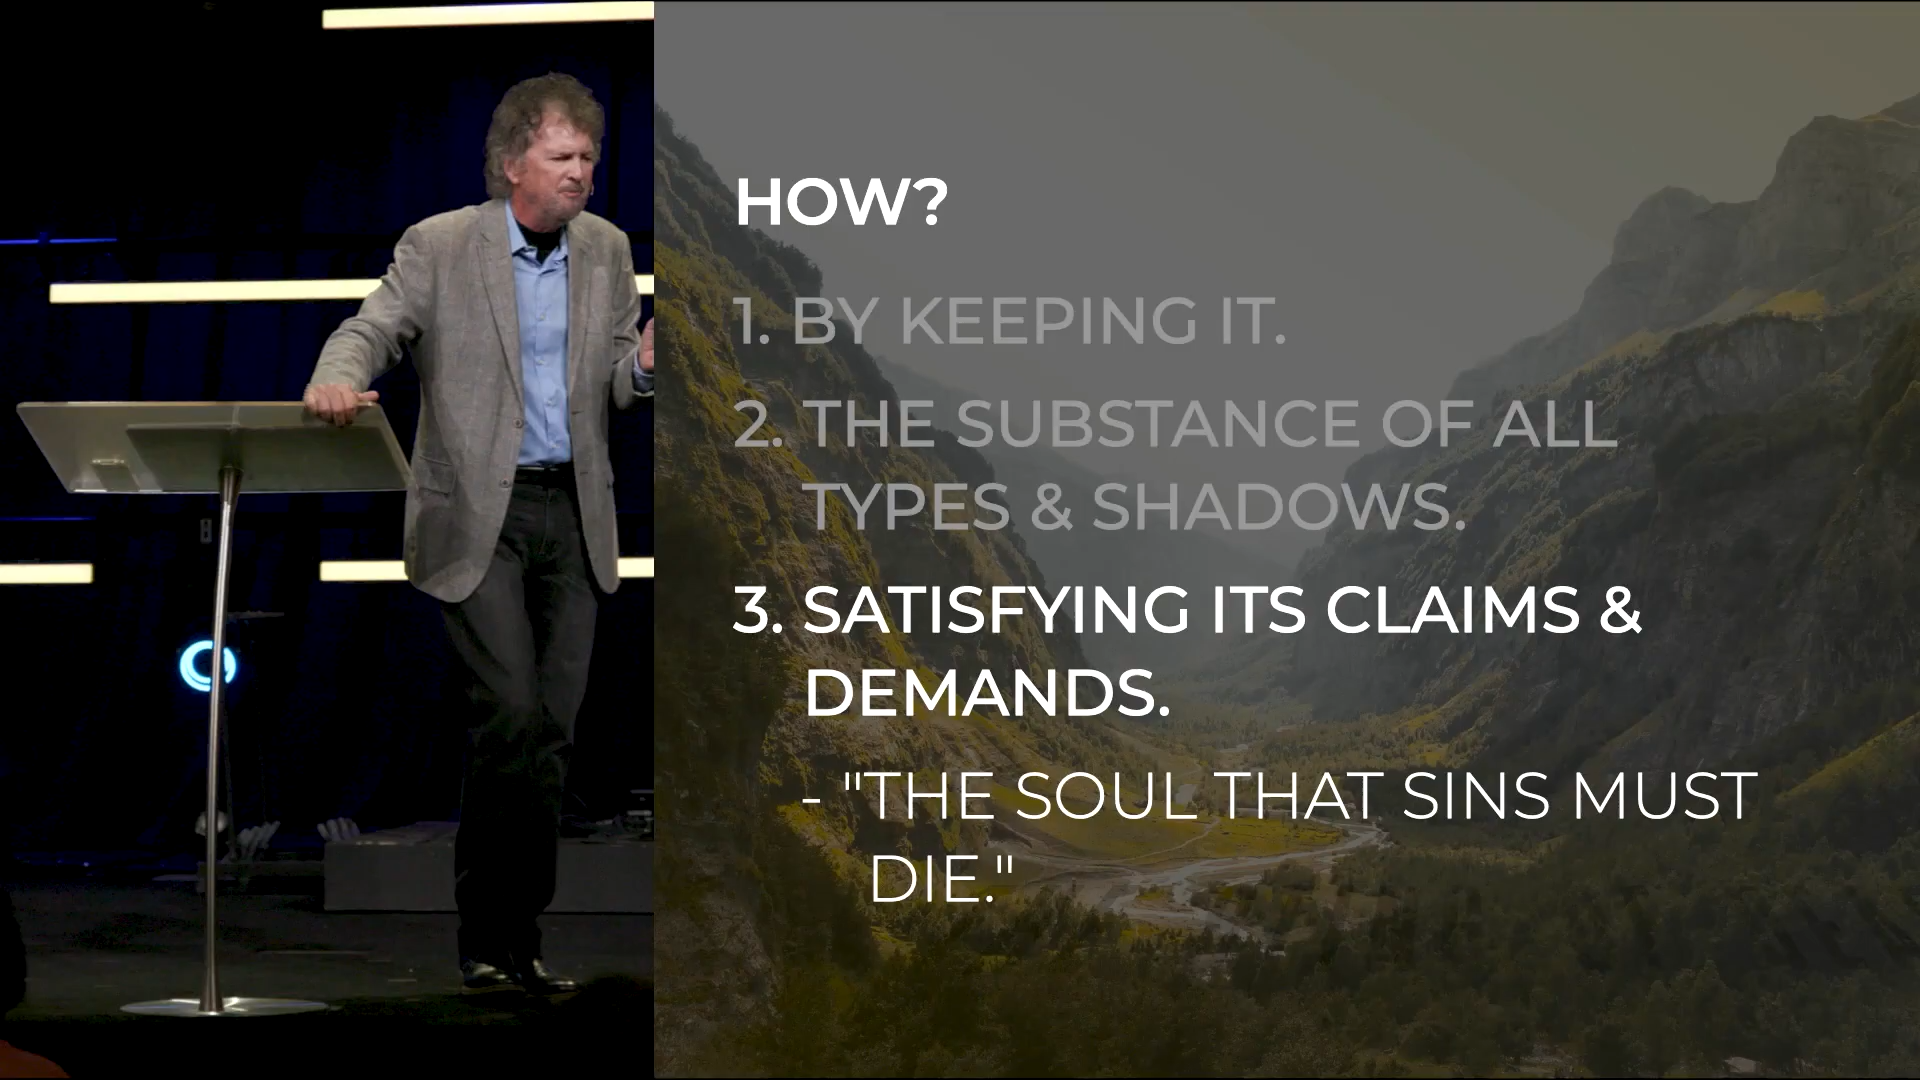 HOW?
1. BY KEEPING IT.
2. THE SUBSTANCE OF ALL
TYPES & SHADOWS.
3. SATISFYING ITS CLAIMS &
DEMANDS.
- "THE SOUL THAT SINS MUST
DIE."